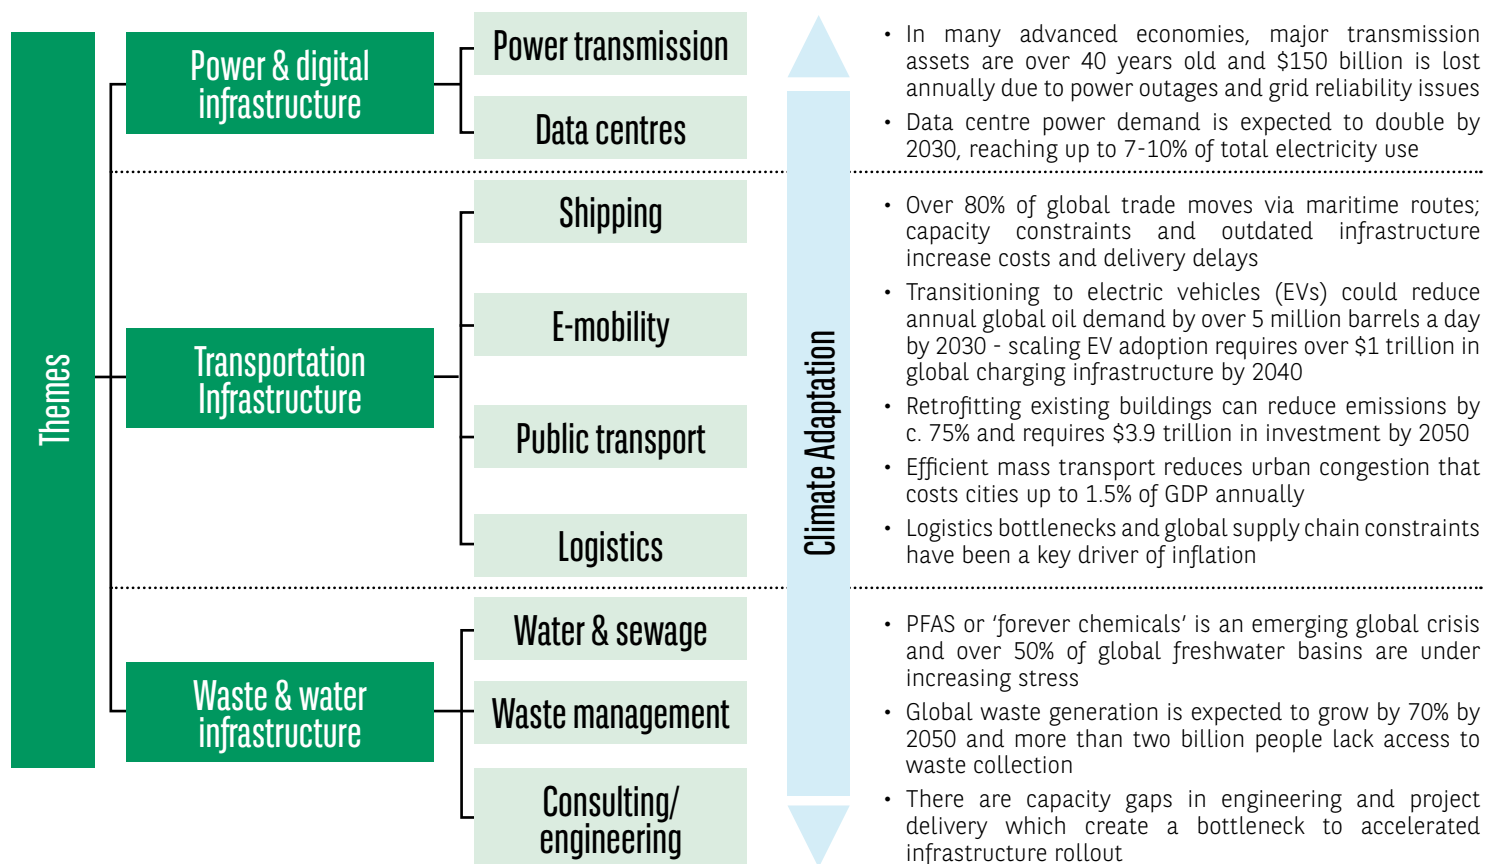 Themes
Power & digital
infrastructure
Power transmission
Data centres
• In many advanced economies, major transmission
assets are over 40 years old and $150 billion is lost
annually due to power outages and grid reliability issues
• Data centre power demand is expected to double by
2030, reaching up to 7-10% of total electricity use
Transportation
Infrastructure
Shipping
E-mobility
Public transport
Logistics
Climate Adaptation
• Over 80% of global trade moves via maritime routes;
capacity constraints and outdated infrastructure
increase costs and delivery delays
• Transitioning to electric vehicles (EVs) could reduce
annual global oil demand by over 5 million barrels a day
by 2030 - scaling EV adoption requires over $1 trillion in
global charging infrastructure by 2040
• Retrofitting existing buildings can reduce emissions by
c. 75% and requires $3.9 trillion in investment by 2050
• Efficient mass transport reduces urban congestion that
costs cities up to 1.5% of GDP annually
• Logistics bottlenecks and global supply chain constraints
have been a key driver of inflation
Waste & water
infrastructure
Water & sewage
Waste management
Consulting/
engineering
• PFAS or ‘forever chemicals’ is an emerging global crisis
and over 50% of global freshwater basins are under
increasing stress
• Global waste generation is expected to grow by 70% by
2050 and more than two billion people lack access to
waste collection
• There are capacity gaps in engineering and project
delivery which create a bottleneck to accelerated
infrastructure rollout